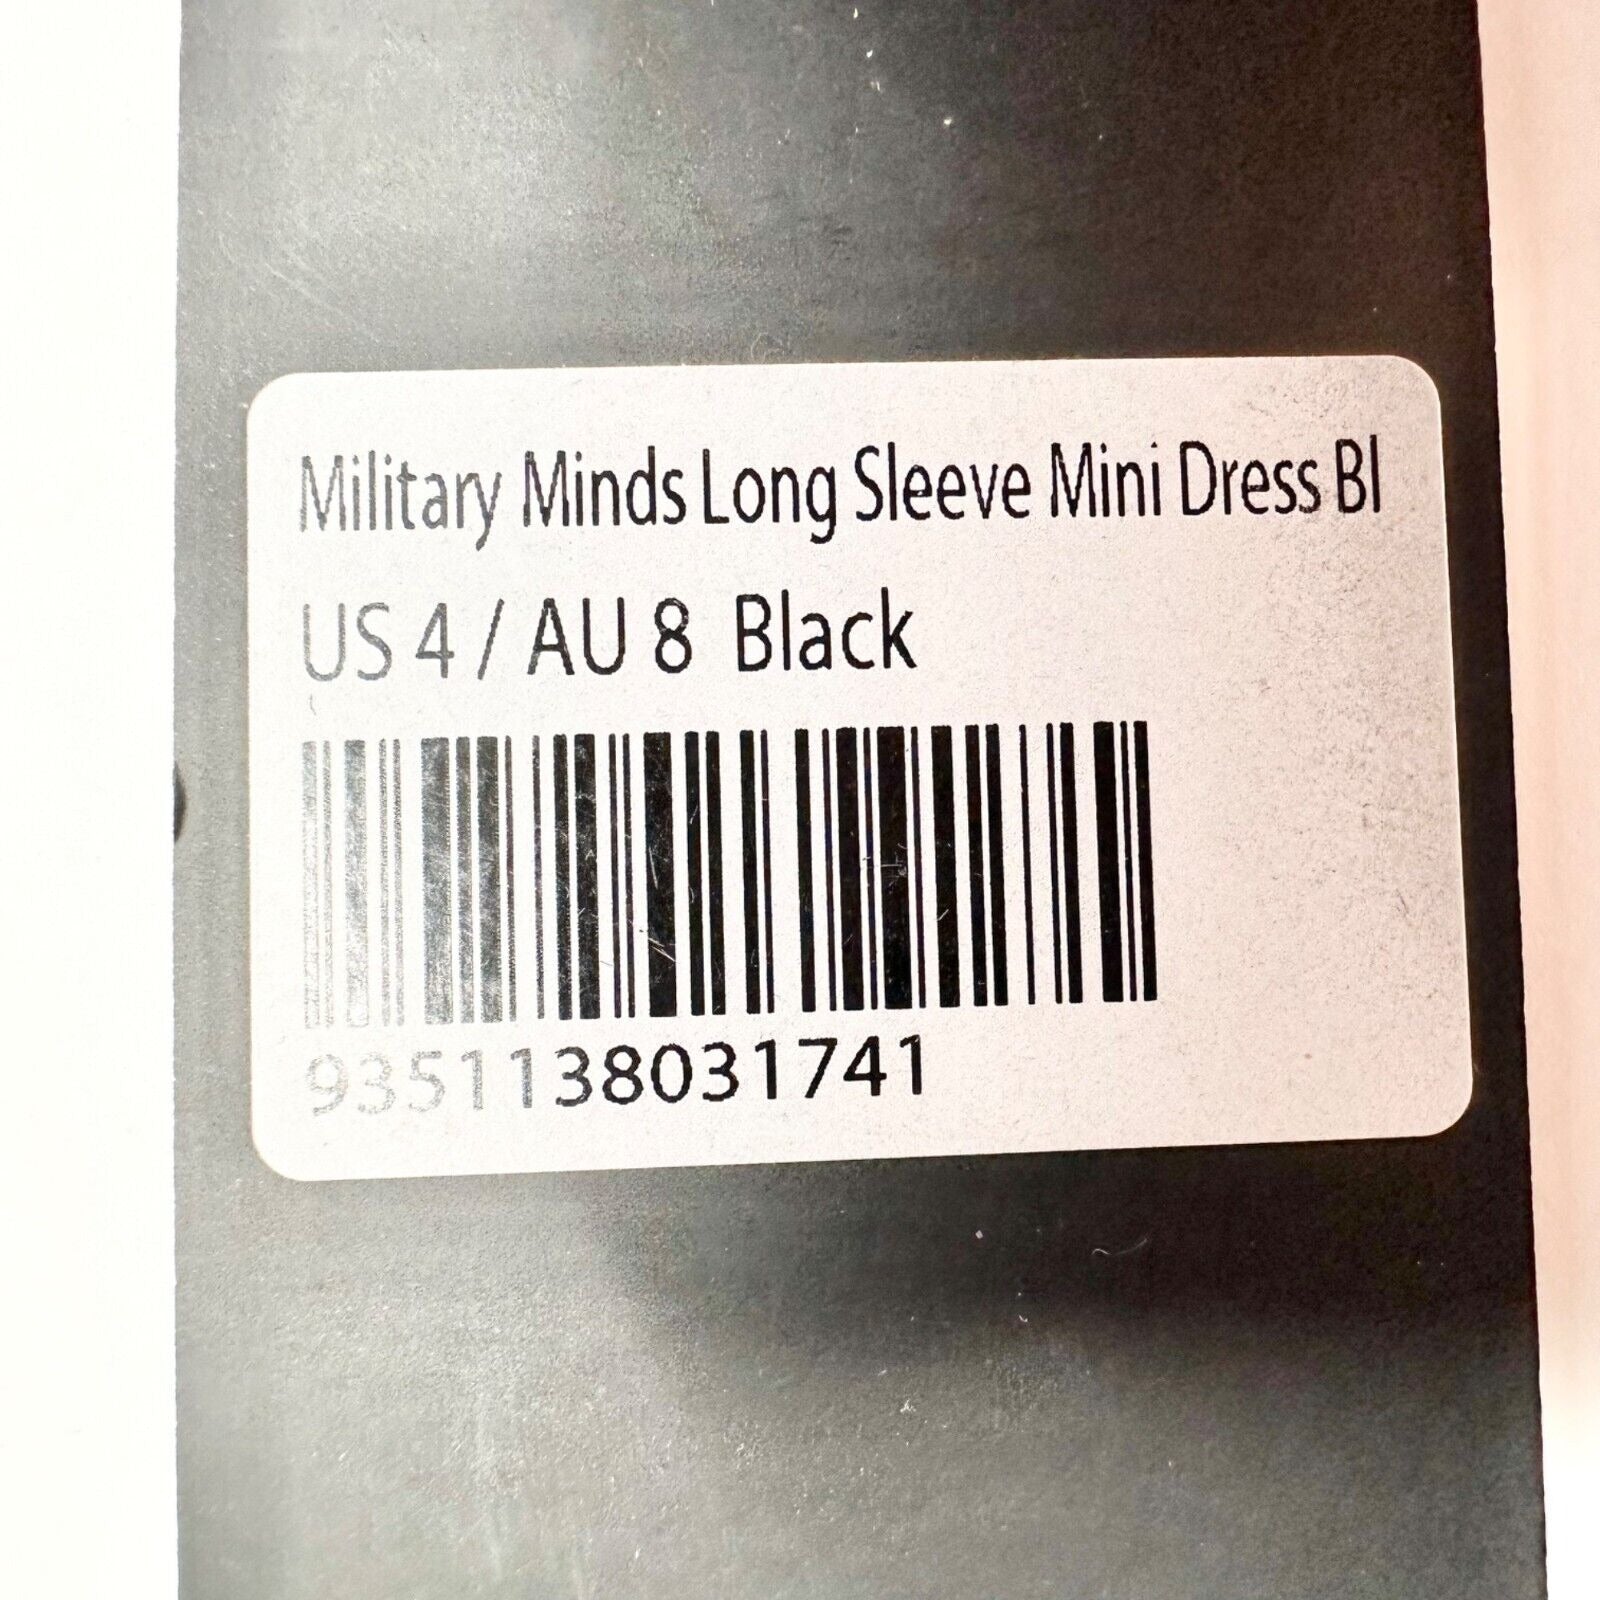 Military Minds Long Sleeve Mini Dress Bl
US 4 / AU 8 Black
9351138031741